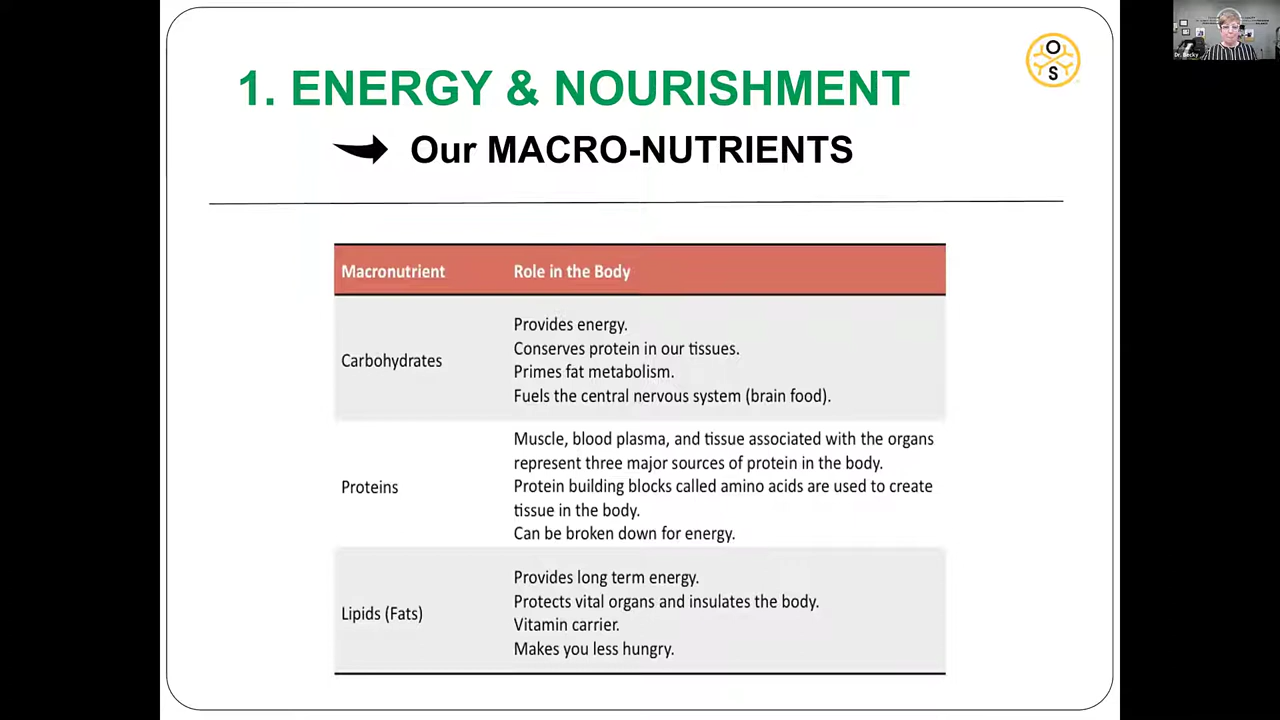 1. ENERGY & NOURISHMENT
Our MACRO-NUTRIENTS
O
S
Dr. Becky
Macronutrient Role in the Body
Carbohydrates
Provides energy.
Conserves protein in our tissues.
Primes fat metabolism.
Fuels the central nervous system (brain food).
Proteins
Muscle, blood plasma, and tissue associated with the organs
represent three major sources of protein in the body.
Protein building blocks called amino acids are used to create
tissue in the body.
Can be broken down for energy.
Lipids (Fats)
Provides long term energy.
Protects vital organs and insulates the body.
Vitamin carrier.
Makes you less hungry.